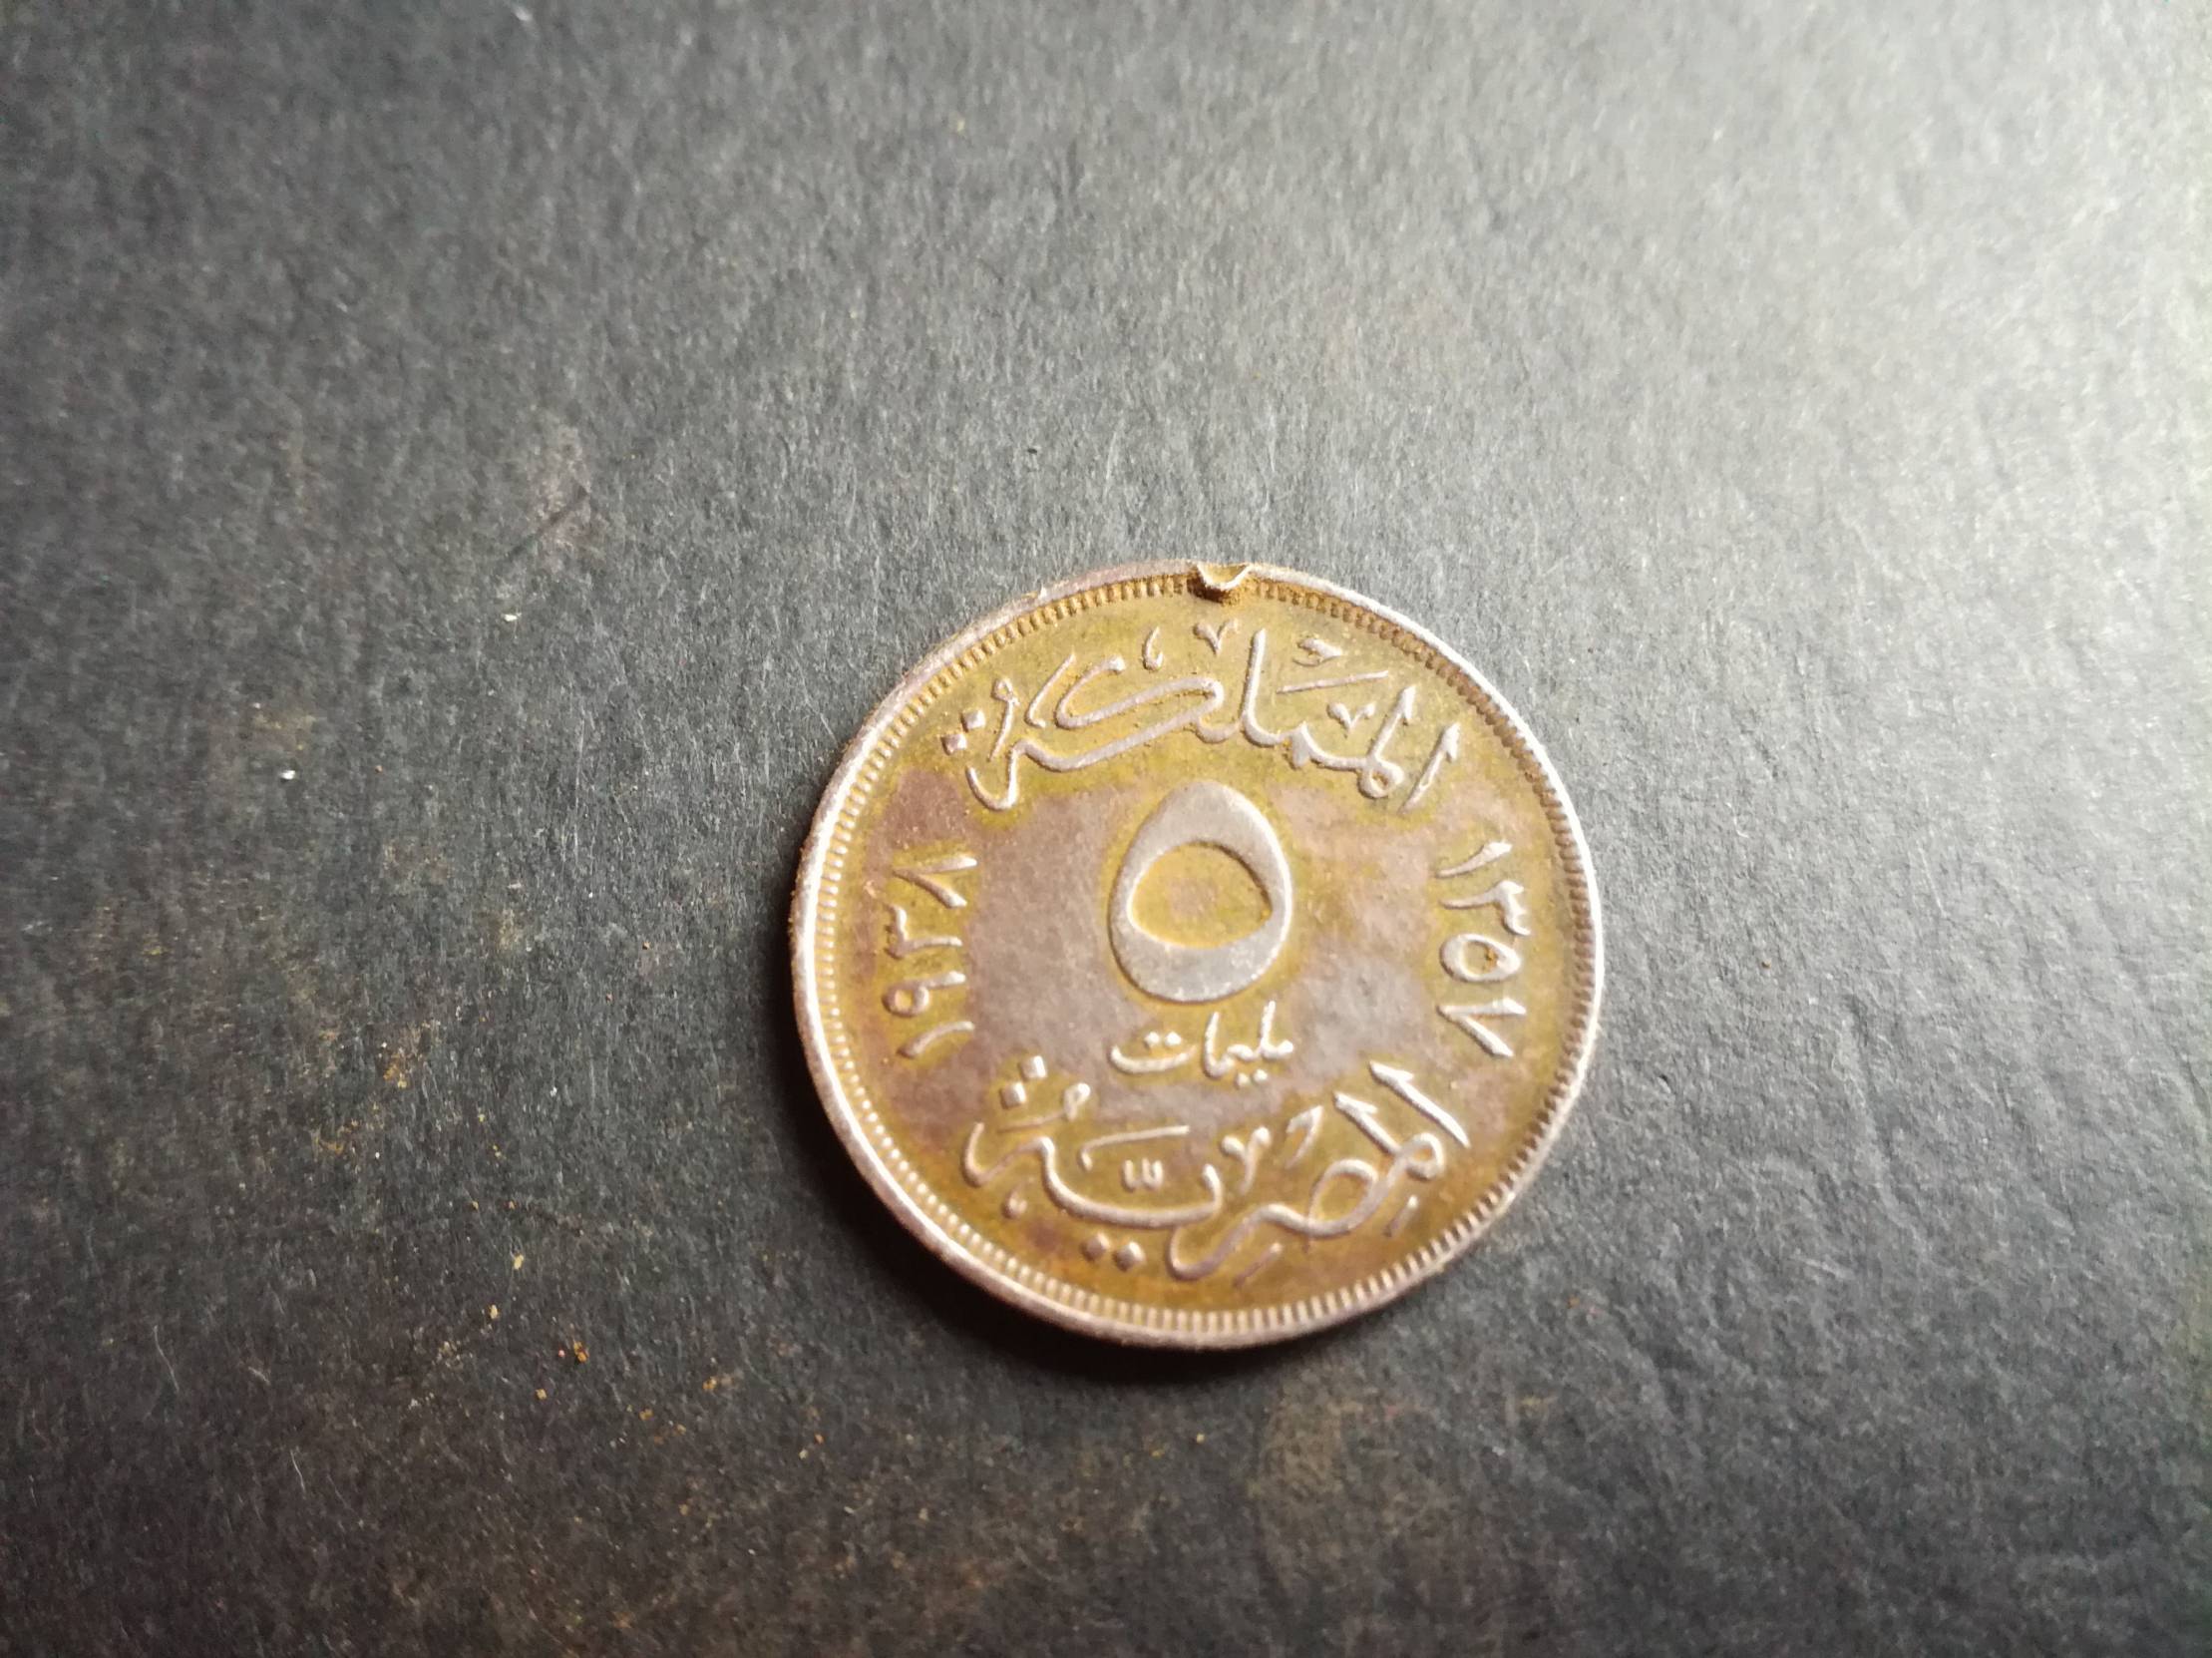 المملكة
١٣٥٧
٥
١٩٣٨
مليمات
المصرية